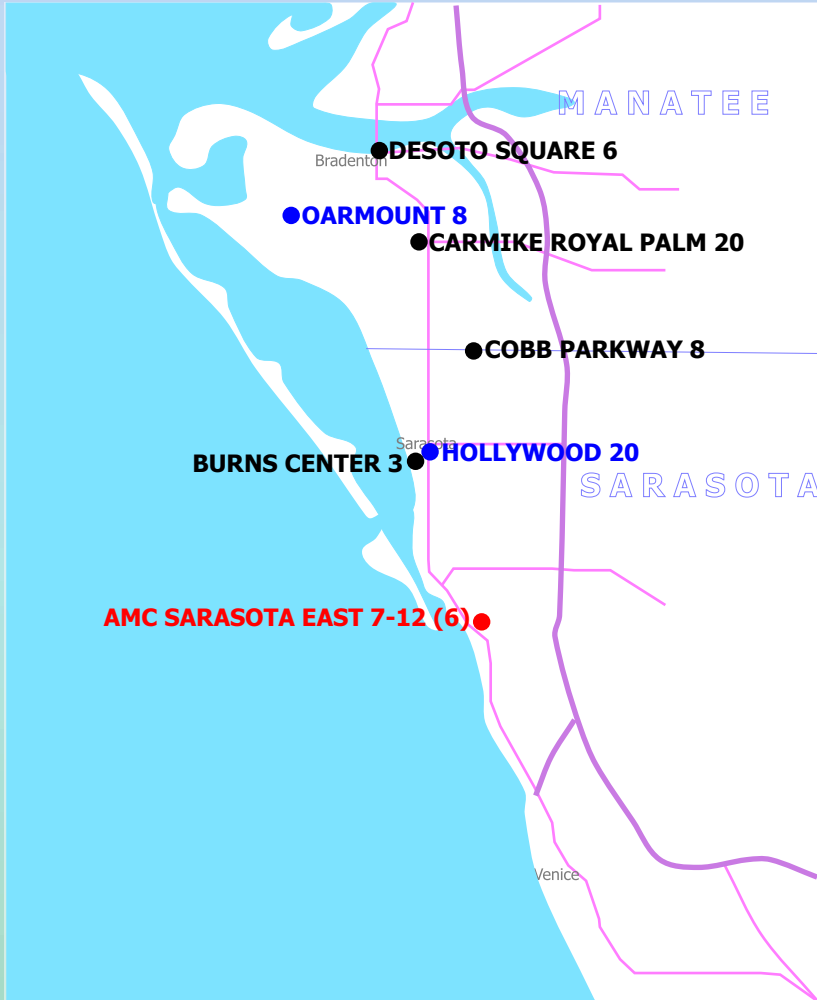 MANATEE
DESOTO SQUARE 6
Bradenton
OARMOUNT 8
CARMIKE ROYAL PALM 20
COBB PARKWAY 8
Sarasota
HOLLYWOOD 20
BURNS CENTER 3
SARASOTA
AMC SARASOTA EAST 7-12 (6)
Venice